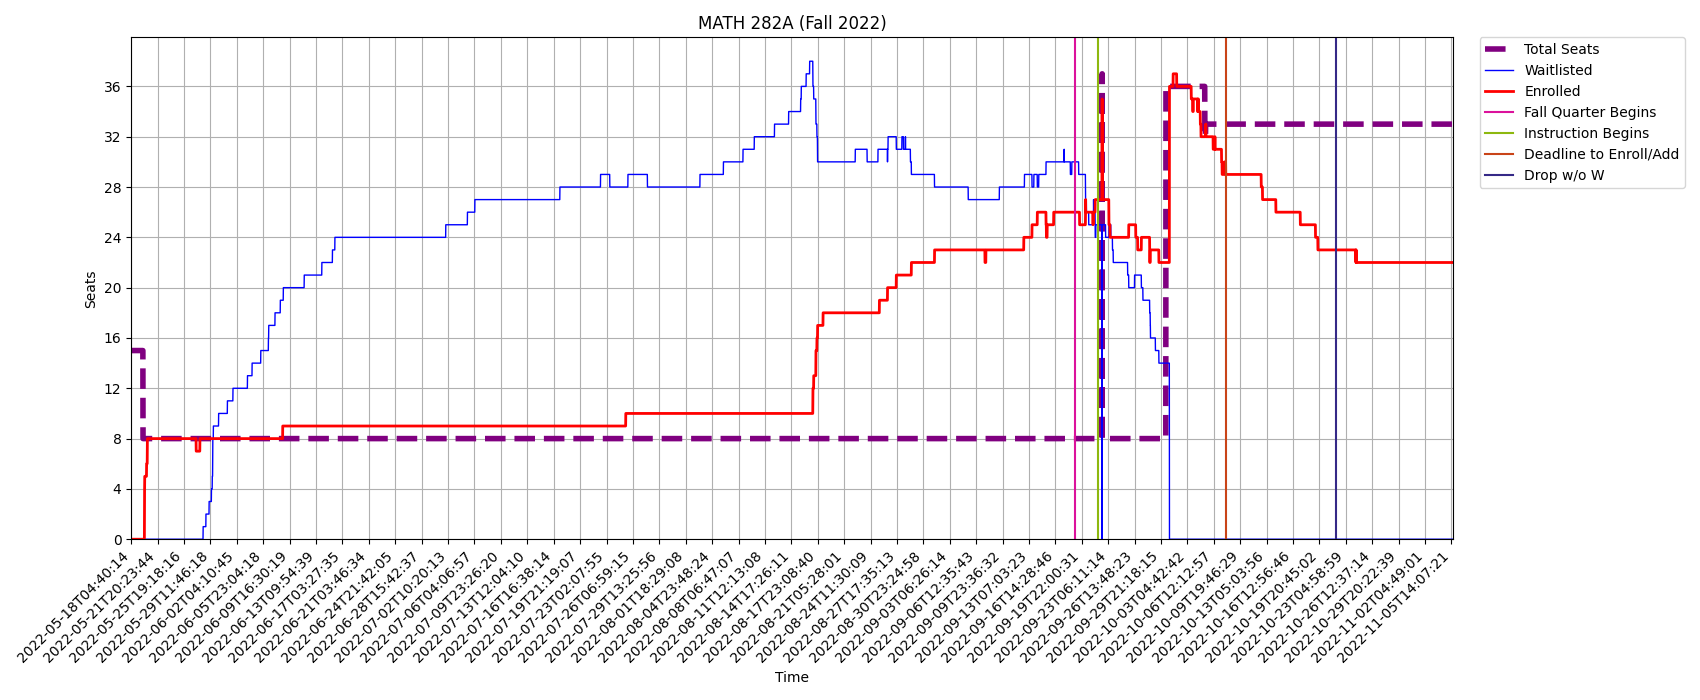 MATH 282A (Fall 2022)
Total Seats
Waitlisted
Enrolled
Fall Quarter Begins
Instruction Begins
Deadline to Enroll/Add
Drop w/o W
Seats
36
32
28
24
20
16
12
8
4
0
2022-05-18T04:40:14
2022-05-21T20:23:44
2022-05-25T19:18:16
2022-05-29T11:46:18
2022-06-02T04:10:45
2022-06-05T23:04:18
2022-06-09T16:30:19
2022-06-13T09:54:39
2022-06-17T03:27:35
2022-06-21T03:46:34
2022-06-24T21:42:05
2022-06-28T15:42:37
2022-07-02T10:20:13
2022-07-06T04:06:57
2022-07-09T23:26:20
2022-07-13T12:04:10
2022-07-16T16:38:14
2022-07-19T21:19:07
2022-07-23T02:07:55
2022-07-26T06:59:15
2022-07-29T13:25:56
2022-08-01T18:29:08
2022-08-04T23:48:24
2022-08-08T06:47:07
2022-08-11T12:13:08
2022-08-14T17:26:11
2022-08-17T23:08:40
2022-08-21T05:28:01
2022-08-24T11:30:09
2022-08-27T17:35:13
2022-08-30T23:24:58
2022-09-03T06:26:14
2022-09-06T12:35:43
2022-09-09T23:36:32
2022-09-13T07:03:23
2022-09-16T14:28:46
2022-09-19T22:00:31
2022-09-23T06:11:14
2022-09-26T13:48:23
2022-09-29T21:18:15
2022-10-03T04:42:42
2022-10-06T12:12:57
2022-10-09T19:46:29
2022-10-13T05:03:56
2022-10-16T12:56:46
2022-10-19T20:45:02
2022-10-23T04:58:59
2022-10-26T12:37:14
2022-10-29T20:22:39
2022-11-02T04:49:01
2022-11-05T14:07:21
Time